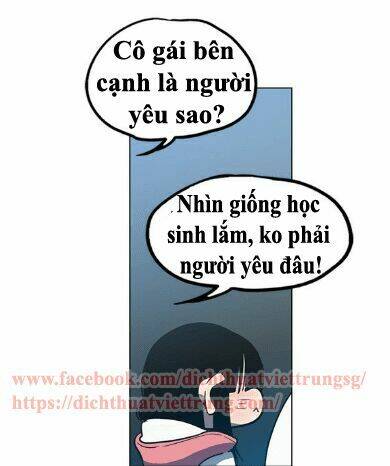 Cô gái bên
cạnh là người
yêu sao?
Nhìn giống học
sinh lắm, ko phải
người yêu đâu!
www.facebook.com/dichthuatviettrungsg/
https://dichthuatviettrung.com/